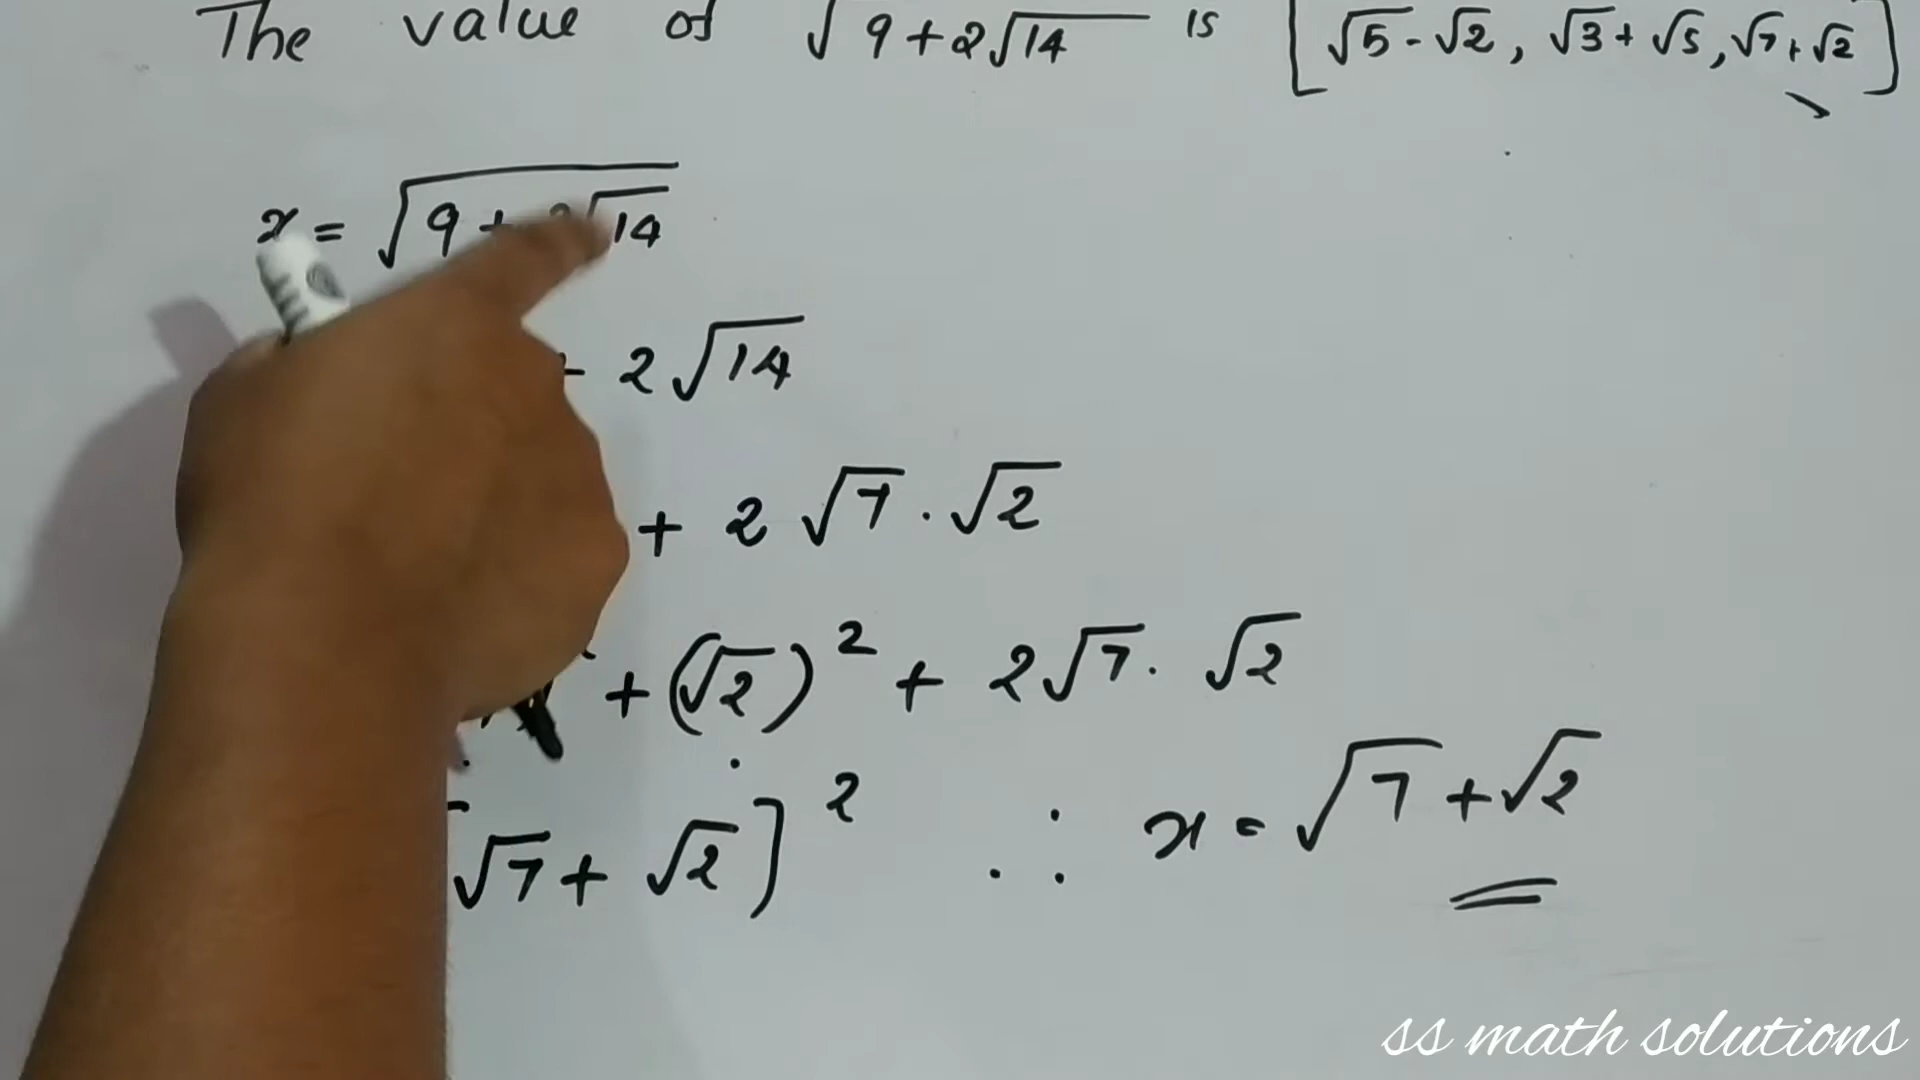 The value of √9+2√14 is [√5-√2, √3+√5, √7+√2]
x = √9+2√14
2√14
+ 2√7 . √2
+(√2)² + 2√7 . √2
√7+√2]² ∴ x = √7+√2
ss math solutions